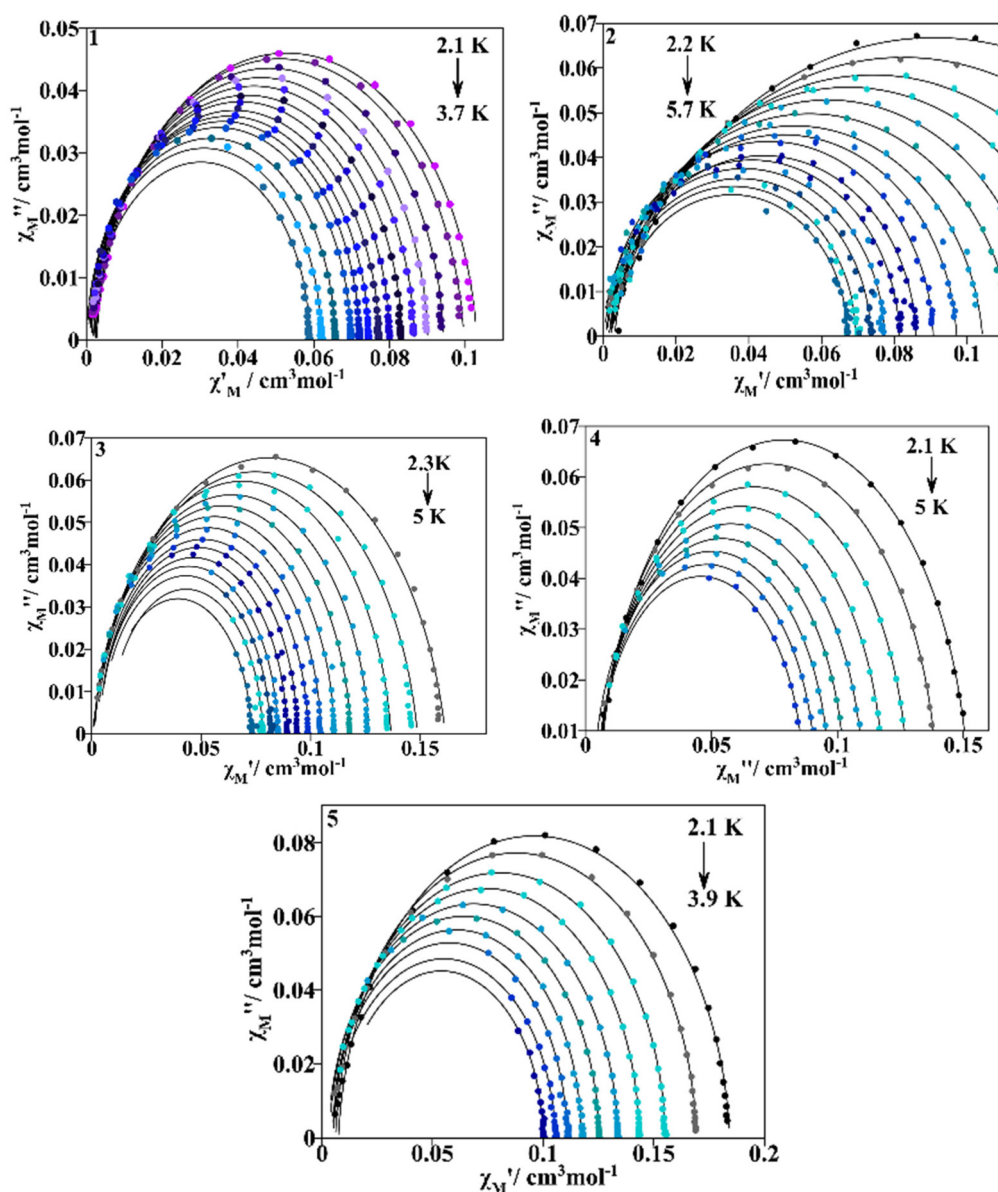 1
2.1 K
3.7 K
0.05
0.04
0.03
0.02
0.01
0
χM'' / cm³mol⁻¹
0 0.02 0.04 0.06 0.08 0.1
χ'M / cm³mol⁻¹
2
2.2 K
5.7 K
0.07
0.06
0.05
0.04
0.03
0.02
0.01
0
χM''/ cm³mol⁻¹
0.02 0.04 0.06 0.08 0.1
χM' / cm³mol⁻¹
3
2.3K
5 K
0.07
0.06
0.05
0.04
0.03
0.02
0.01
0
χM''/ cm³mol⁻¹
0 0.05 0.1 0.15
χM'/ cm³mol⁻¹
4
2.1 K
5 K
0.07
0.06
0.05
0.04
0.03
0.02
0.01
χM''/ cm³mol⁻¹
0 0.05 0.1 0.15
χM''/ cm³mol⁻¹
5
2.1 K
3.9 K
0.08
0.06
0.04
0.02
0
χM''/ cm³mol⁻¹
0 0.05 0.1 0.15 0.2
χM'/ cm³mol⁻¹